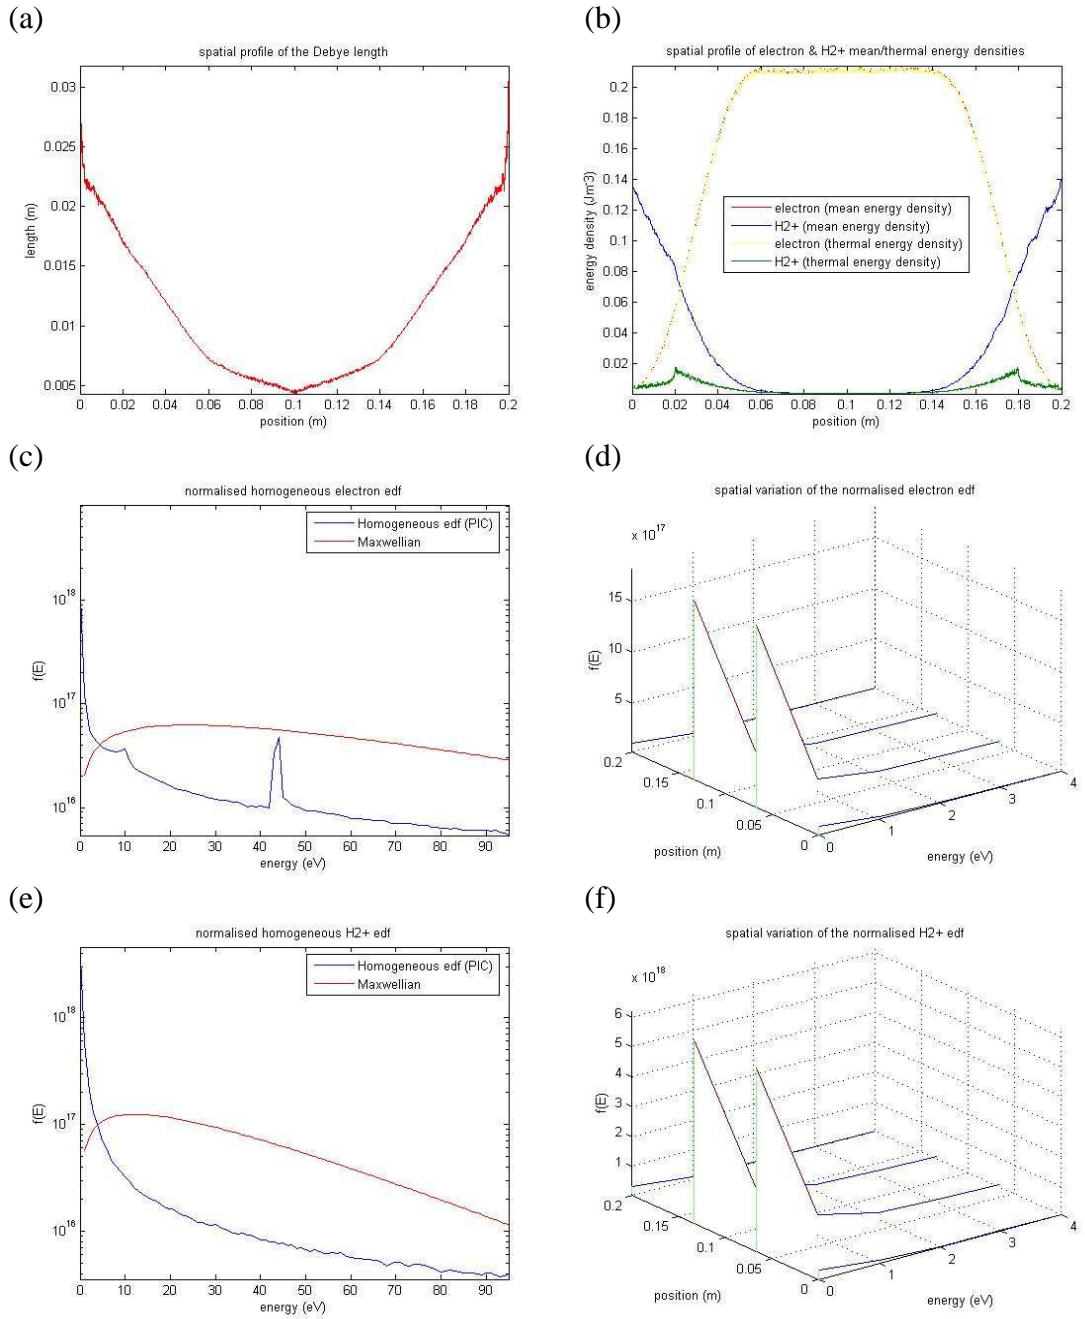 (a)
spatial profile of the Debye length
0.03
0.025
0.02
0.015
0.01
0.005
length (m)
0 0.02 0.04 0.06 0.08 0.1 0.12 0.14 0.16 0.18 0.2
position (m)
(b)
spatial profile of electron & H2+ mean/thermal energy densities
0.2
0.18
0.16
0.14
0.12
0.1
0.08
0.06
0.04
0.02
energy density (Jm-3)
electron (mean energy density)
H2+ (mean energy density)
electron (thermal energy density)
H2+ (thermal energy density)
0 0.02 0.04 0.06 0.08 0.1 0.12 0.14 0.16 0.18 0.2
position (m)
(c)
normalised homogeneous electron edf
Homogeneous edf (PIC)
Maxwellian
10^18
10^17
10^16
f(E)
0 10 20 30 40 50 60 70 80 90
energy (eV)
(d)
spatial variation of the normalised electron edf
x 10^17
15
10
5
f(E)
0.2
0.15
0.1
0.05
0
position (m)
0
1
2
3
4
energy (eV)
(e)
normalised homogeneous H2+ edf
Homogeneous edf (PIC)
Maxwellian
10^18
10^17
10^16
f(E)
0 10 20 30 40 50 60 70 80 90
energy (eV)
(f)
spatial variation of the normalised H2+ edf
x 10^18
6
5
4
3
2
1
f(E)
0.2
0.15
0.1
0.05
0
position (m)
0
1
2
3
4
energy (eV)